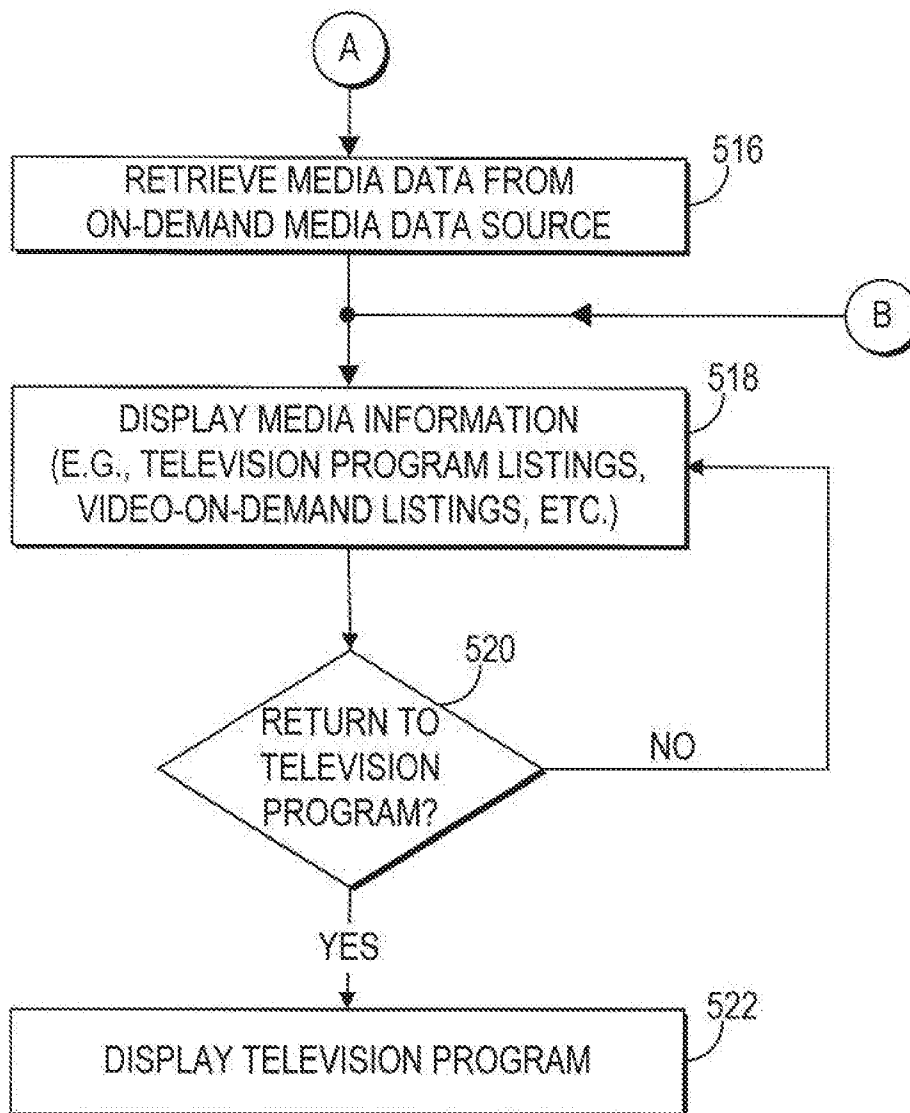 A
516
RETRIEVE MEDIA DATA FROM
ON-DEMAND MEDIA DATA SOURCE
B
518
DISPLAY MEDIA INFORMATION
(E.G., TELEVISION PROGRAM LISTINGS,
VIDEO-ON-DEMAND LISTINGS, ETC.)
520
RETURN TO
TELEVISION
PROGRAM?
NO
YES
522
DISPLAY TELEVISION PROGRAM